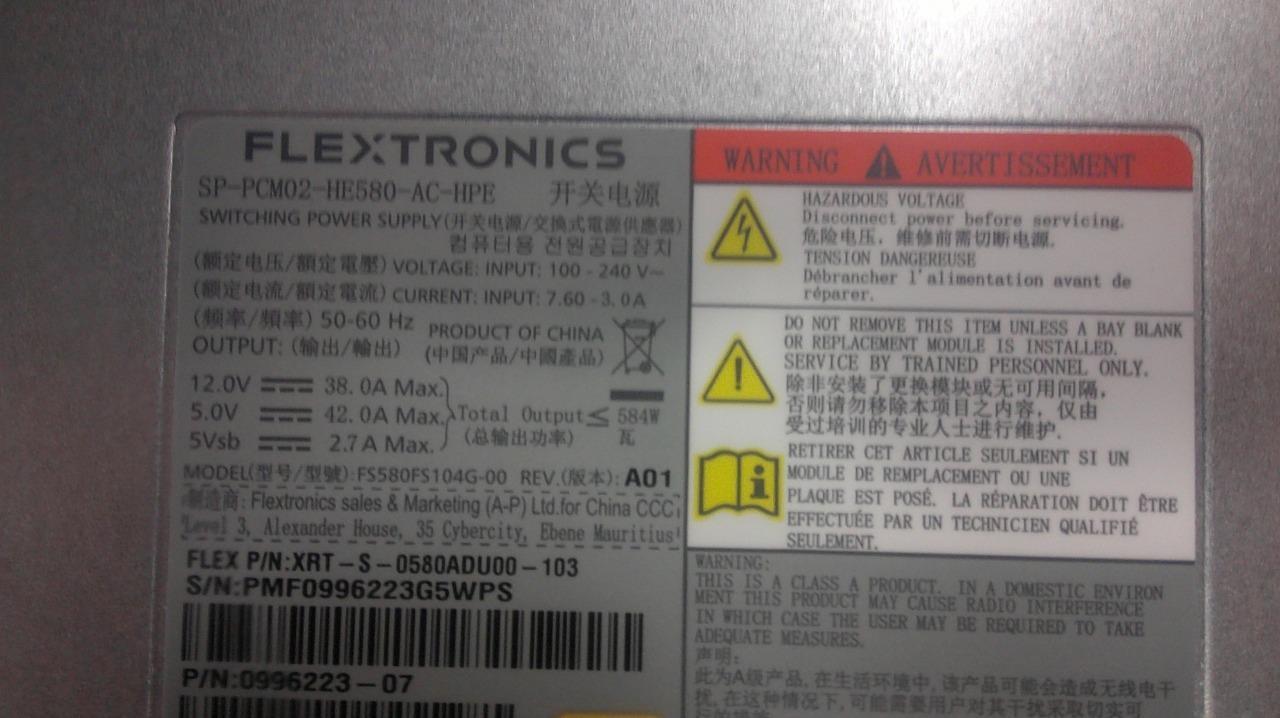 FLEXTRONICS
SP-PCM02-HE580-AC-HPE 开关电源
SWITCHING POWER SUPPLY(开关电源/交换式電源供應器)
컴퓨터용 전원공급장치
(额定电压/額定電壓) VOLTAGE: INPUT: 100 - 240 V~
(额定电流/額定電流) CURRENT: INPUT: 7.60 - 3.0A
(频率/頻率) 50-60 Hz PRODUCT OF CHINA
OUTPUT: (输出/輸出) (中国产品/中國產品)
12.0V 38.0A Max.
5.0V 42.0A Max. Total Output ≤ 584W
5Vsb 2.7A Max. (总输出功率) 瓦
MODEL(型号/型號):FS580FS104G-00 REV.(版本): A01
制造商: Flextronics sales & Marketing (A-P) Ltd.for China CCC
Level 3, Alexander House, 35 Cybercity, Ebene Mauritius
FLEX P/N:XRT-S-0580ADU00-103
S/N:PMF0996223G5WPS
P/N:0996223-07
WARNING AVERTISSEMENT
HAZARDOUS VOLTAGE
Disconnect power before servicing.
危险电压, 维修前需切断电源.
TENSION DANGEREUSE
Débrancher l'alimentation avant de
réparer.
DO NOT REMOVE THIS ITEM UNLESS A BAY BLANK
OR REPLACEMENT MODULE IS INSTALLED.
SERVICE BY TRAINED PERSONNEL ONLY.
除非安装了更换模块或无可用间隔,
否则请勿移除本项目之内容, 仅由
受过培训的专业人士进行维护.
RETIRER CET ARTICLE SEULEMENT SI UN
MODULE DE REMPLACEMENT OU UNE
PLAQUE EST POSÉ. LA RÉPARATION DOIT ÊTRE
EFFECTUÉE PAR UN TECHNICIEN QUALIFIÉ
SEULEMENT.
WARNING:
THIS IS A CLASS A PRODUCT. IN A DOMESTIC ENVIRON
MENT THIS PRODUCT MAY CAUSE RADIO INTERFERENCE
IN WHICH CASE THE USER MAY BE REQUIRED TO TAKE
ADEQUATE MEASURES.
声明:
此为A级产品, 在生活环境中, 该产品可能会造成无线电干
扰, 在这种情况下, 可能需要用户对其干扰采取切实可
行的措施